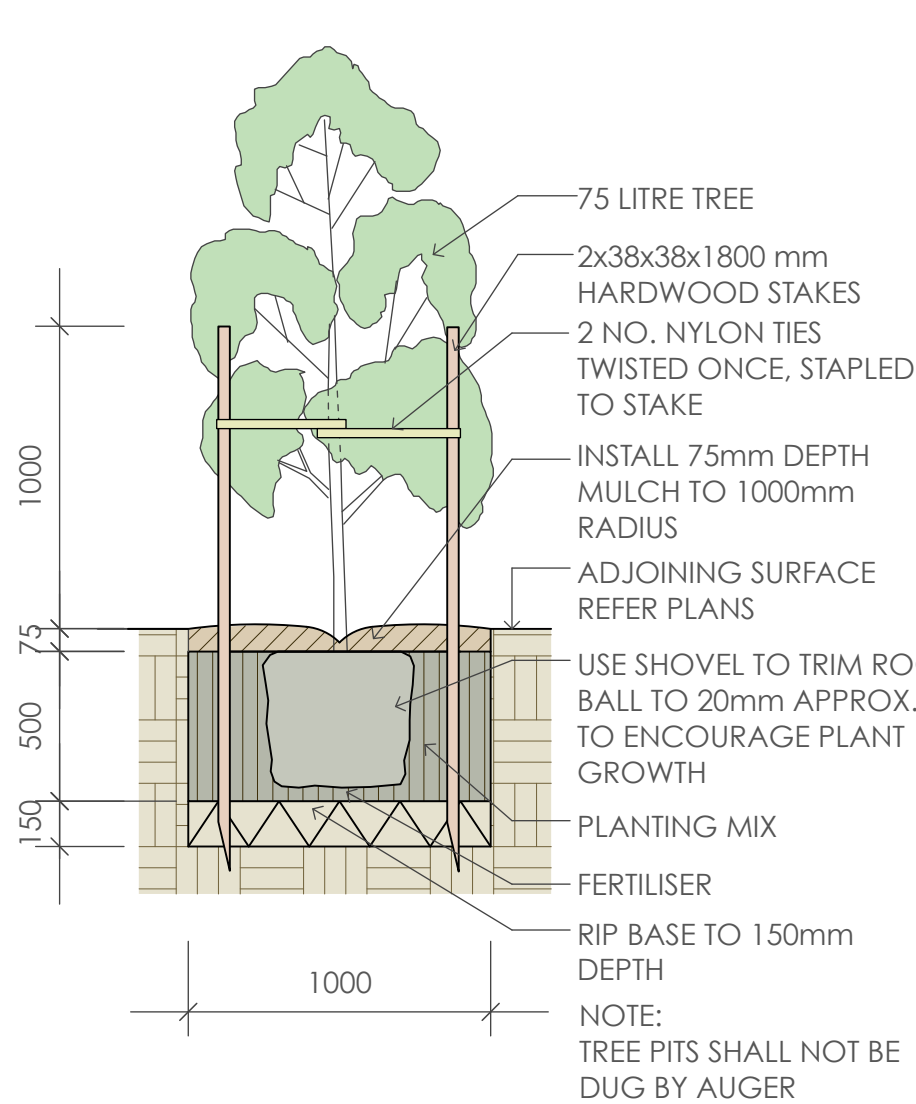 75 LITRE TREE
2x38x38x1800 mm
HARDWOOD STAKES
2 NO. NYLON TIES
TWISTED ONCE, STAPLED
TO STAKE
INSTALL 75mm DEPTH
MULCH TO 1000mm
RADIUS
ADJOINING SURFACE
REFER PLANS
USE SHOVEL TO TRIM RO
BALL TO 20mm APPROX.
TO ENCOURAGE PLANT
GROWTH
PLANTING MIX
FERTILISER
RIP BASE TO 150mm
DEPTH
NOTE:
TREE PITS SHALL NOT BE
DUG BY AUGER
1000
75
500
150
1000